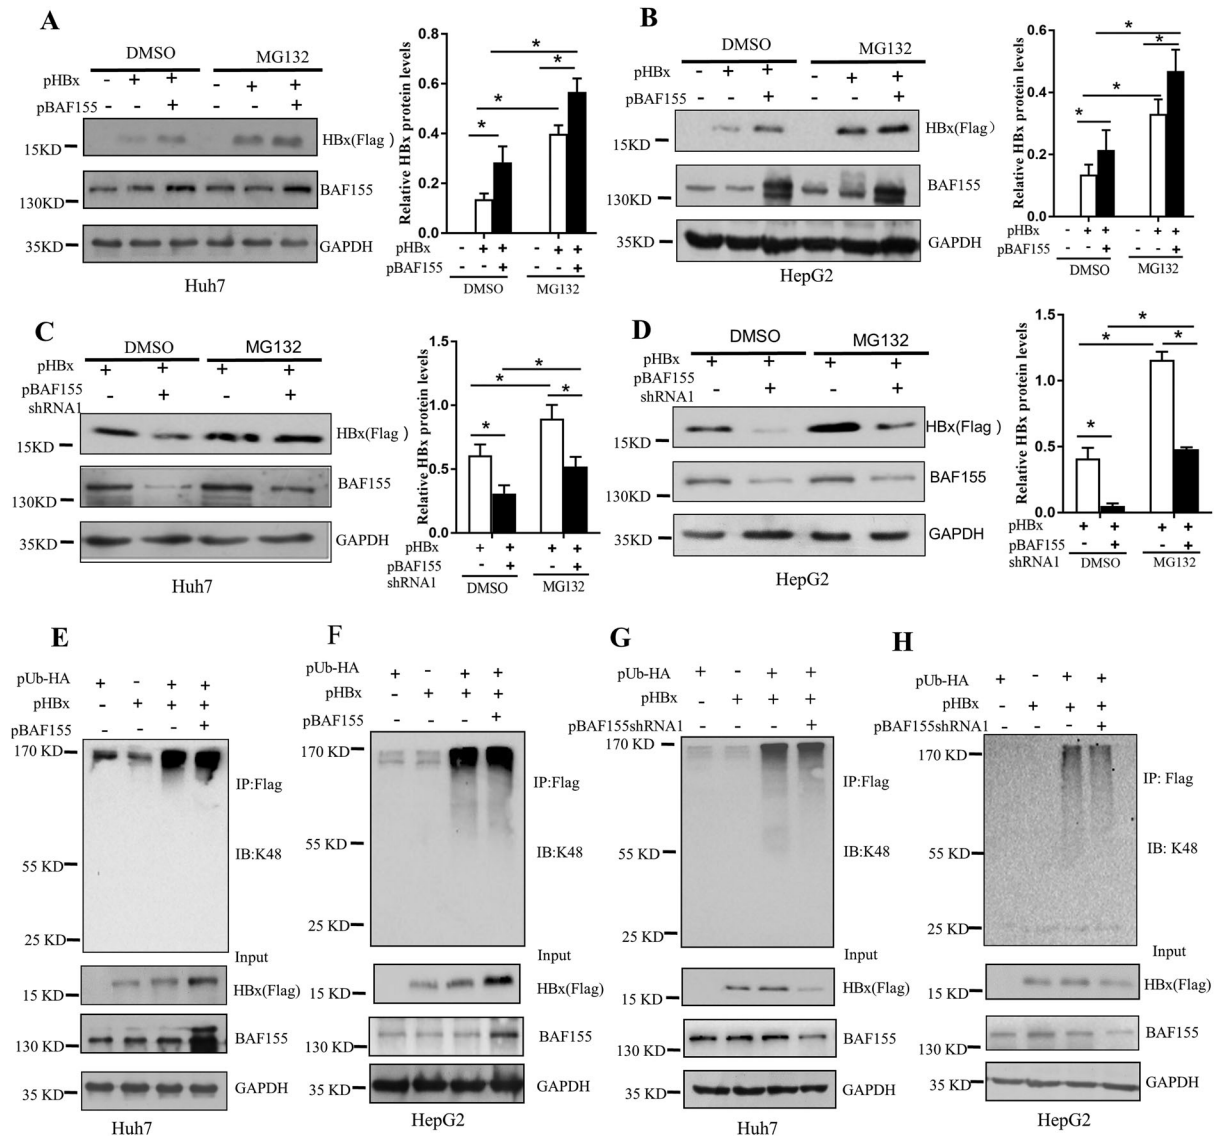 A
DMSO MG132
pHBx - + + - + +
pBAF155 - - + - - +
HBx(Flag )
15KD
BAF155
130KD
35KD GAPDH
Huh7
Relative HBx protein levels
0.8
0.6
0.4
0.2
0.0
* * * *
pHBx - + + - + +
pBAF155 - - + - - +
DMSO MG132
B
DMSO MG132
pHBx - + + - + +
pBAF155 - - + - - +
HBx(Flag)
15KD
BAF155
130KD
35KD GAPDH
HepG2
Relative HBx protein levels
0.6
0.4
0.2
0.0
* * * *
pHBx - + + - + +
pBAF155 - - + - - +
DMSO MG132
C
DMSO MG132
pHBx + + + +
pBAF155 - + - +
shRNA1
HBx(Flag )
15KD
BAF155
130KD
35KD GAPDH
Huh7
Relative HBx protein levels
1.5
1.0
0.5
0.0
* * * *
pHBx + + + +
pBAF155 - + - +
shRNA1 DMSO MG132
D
DMSO MG132
pHBx + + + +
pBAF155
shRNA1 - + - +
HBx(Flag )
15KD
BAF155
130KD
35KD GAPDH
HepG2
Relative HBx protein levels
1.5
1.0
0.5
0.0
* * * *
pHBx + + + +
pBAF155 - + - +
shRNA1 DMSO MG132
E
pUb-HA + - + +
pHBx - + + +
pBAF155 - - - +
170 KD
IP:Flag
IB:K48
55 KD
25 KD
Input
HBx(Flag)
15 KD
BAF155
130 KD
GAPDH
35 KD
Huh7
F
pUb-HA + - + +
pHBx - + + +
pBAF155 - - - +
170 KD
IP:Flag
55 KD IB:K48
25 KD
Input
15 KD HBx(Flag)
BAF155
130 KD
35 KD GAPDH
HepG2
G
pUb-HA + - + +
pHBx - + + +
pBAF155shRNA1 - - - +
170 KD
IP:Flag
55 KD IB:K48
25 KD
Input
HBx(Flag)
15 KD
BAF155
130 KD
35 KD GAPDH
Huh7
H
pUb-HA + - + +
pHBx - + + +
pBAF155shRNA1 - - - +
170 KD
IP: Flag
55 KD IB: K48
25 KD
Input
HBx(Flag)
15 KD
BAF155
130 KD
35 KD GAPDH
HepG2